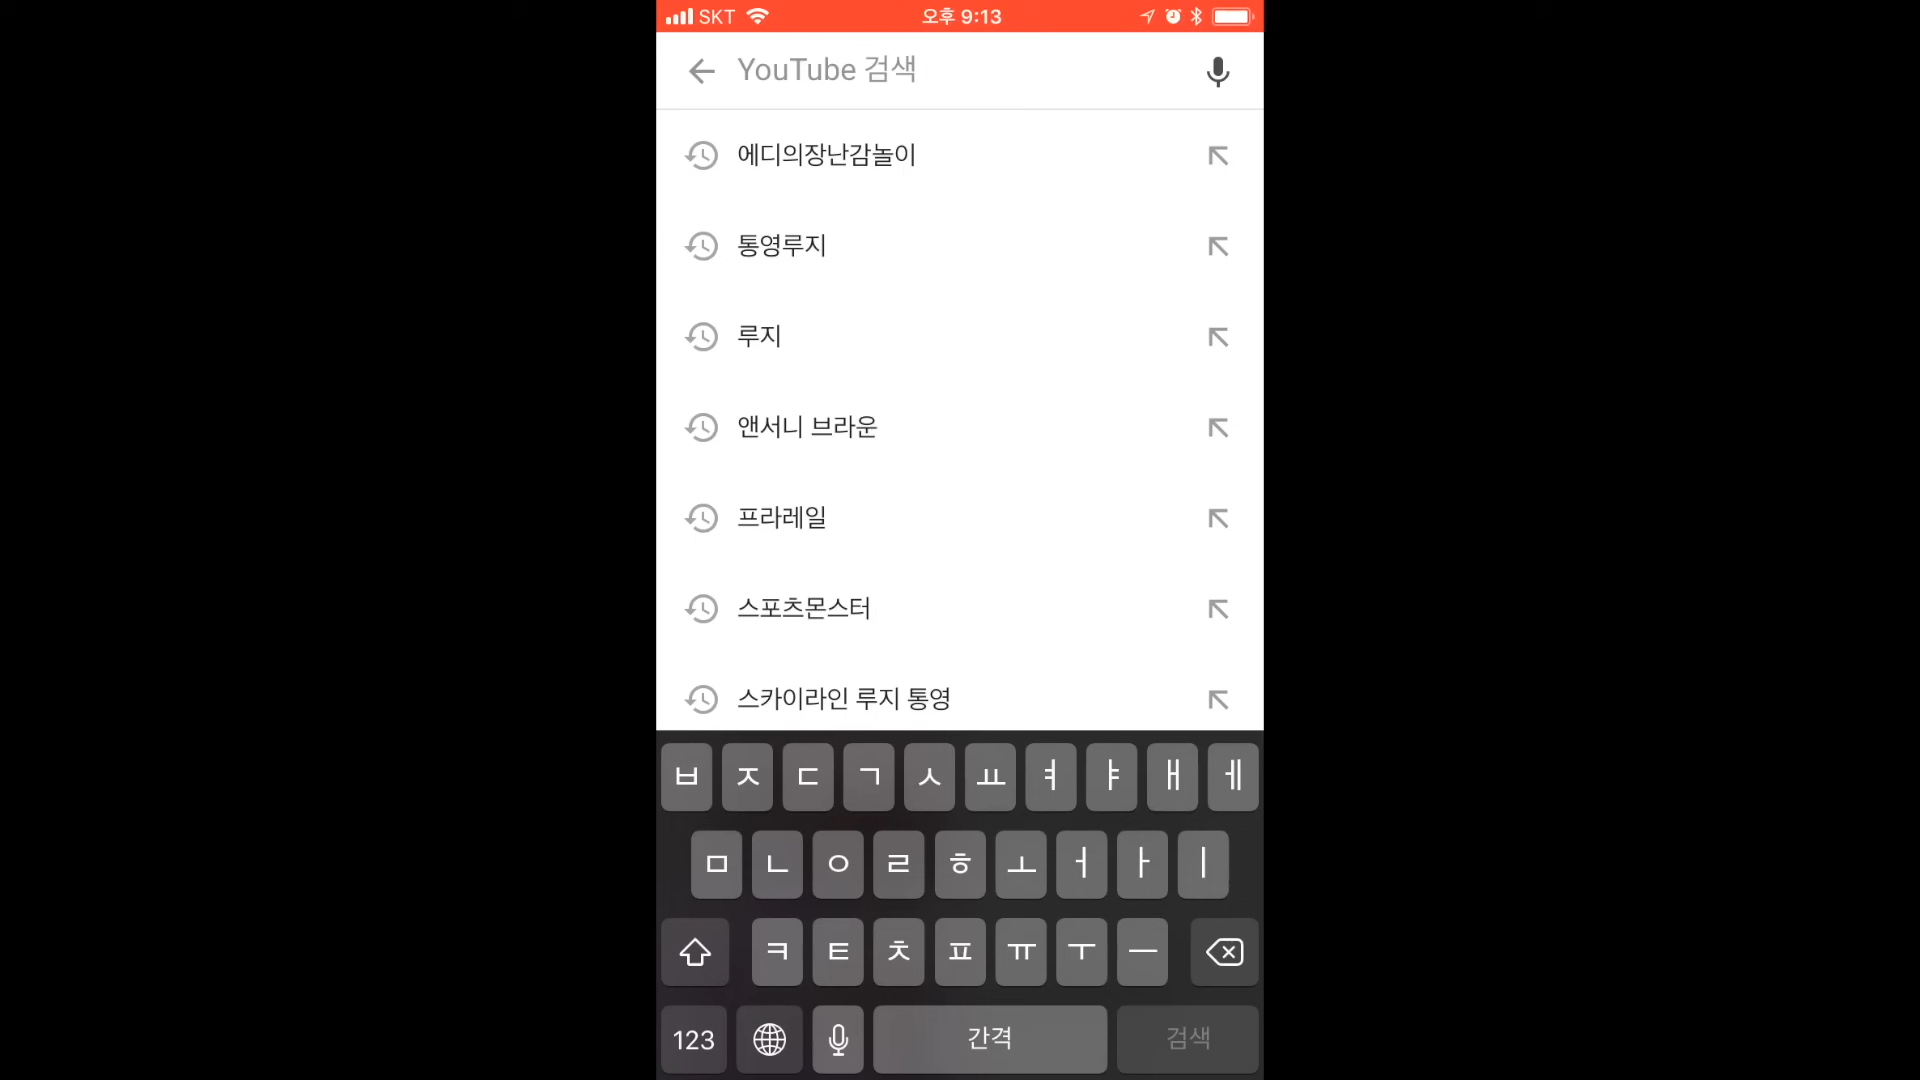 SKT 오후 9:13
YouTube 검색
에디의장난감놀이
통영루지
루지
앤서니 브라운
프라레일
스포츠몬스터
스카이라인 루지 통영
ㅂ ㅈ ㄷ ㄱ ㅅ ㅛ ㅕ ㅑ ㅐ ㅔ
ㅁ ㄴ ㅇ ㄹ ㅎ ㅗ ㅓ ㅏ ㅣ
ㅋ ㅌ ㅊ ㅍ ㅠ ㅜ ㅡ
123 간격 검색